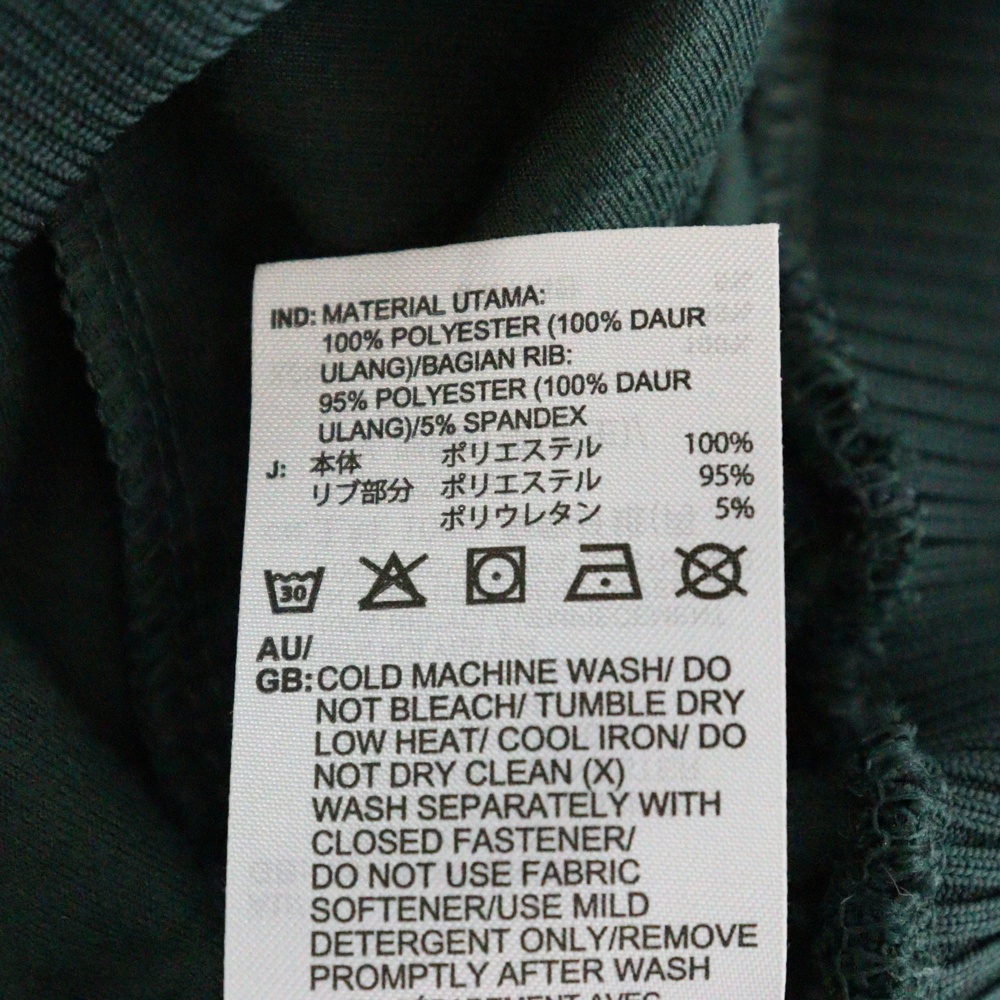 IND: MATERIAL UTAMA:
100% POLYESTER (100% DAUR
ULANG)/BAGIAN RIB:
95% POLYESTER (100% DAUR
ULANG)/5% SPANDEX
J: 本体 ポリエステル 100%
リブ部分 ポリエステル 95%
ポリウレタン 5%
30
AU/
GB: COLD MACHINE WASH/ DO
NOT BLEACH/ TUMBLE DRY
LOW HEAT/ COOL IRON/ DO
NOT DRY CLEAN (X)
WASH SEPARATELY WITH
CLOSED FASTENER/
DO NOT USE FABRIC
SOFTENER/USE MILD
DETERGENT ONLY/REMOVE
PROMPTLY AFTER WASH